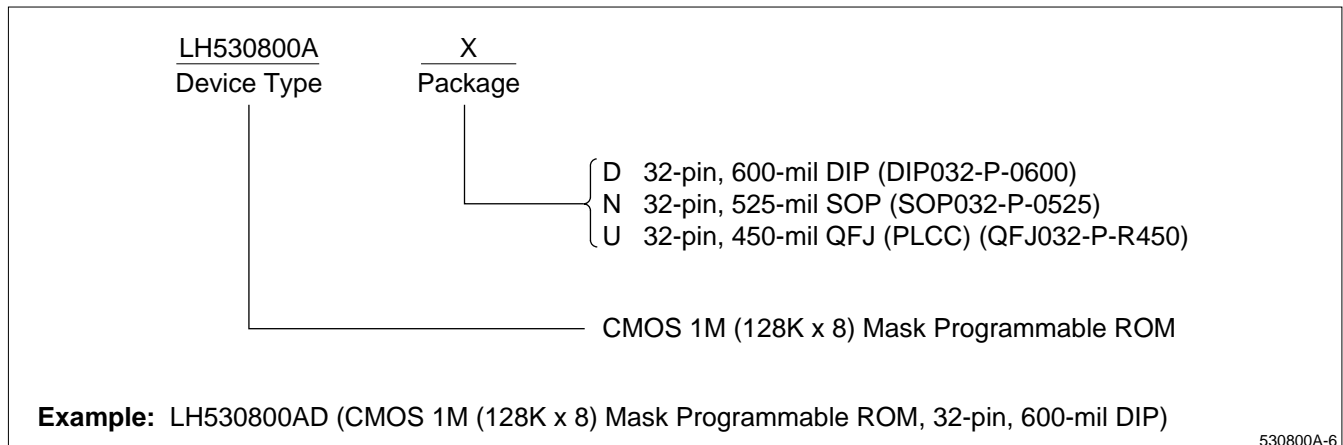 LH530800A X
Device Type Package
D 32-pin, 600-mil DIP (DIP032-P-0600)
N 32-pin, 525-mil SOP (SOP032-P-0525)
U 32-pin, 450-mil QFJ (PLCC) (QFJ032-P-R450)
CMOS 1M (128K x 8) Mask Programmable ROM
Example: LH530800AD (CMOS 1M (128K x 8) Mask Programmable ROM, 32-pin, 600-mil DIP)
530800A-6